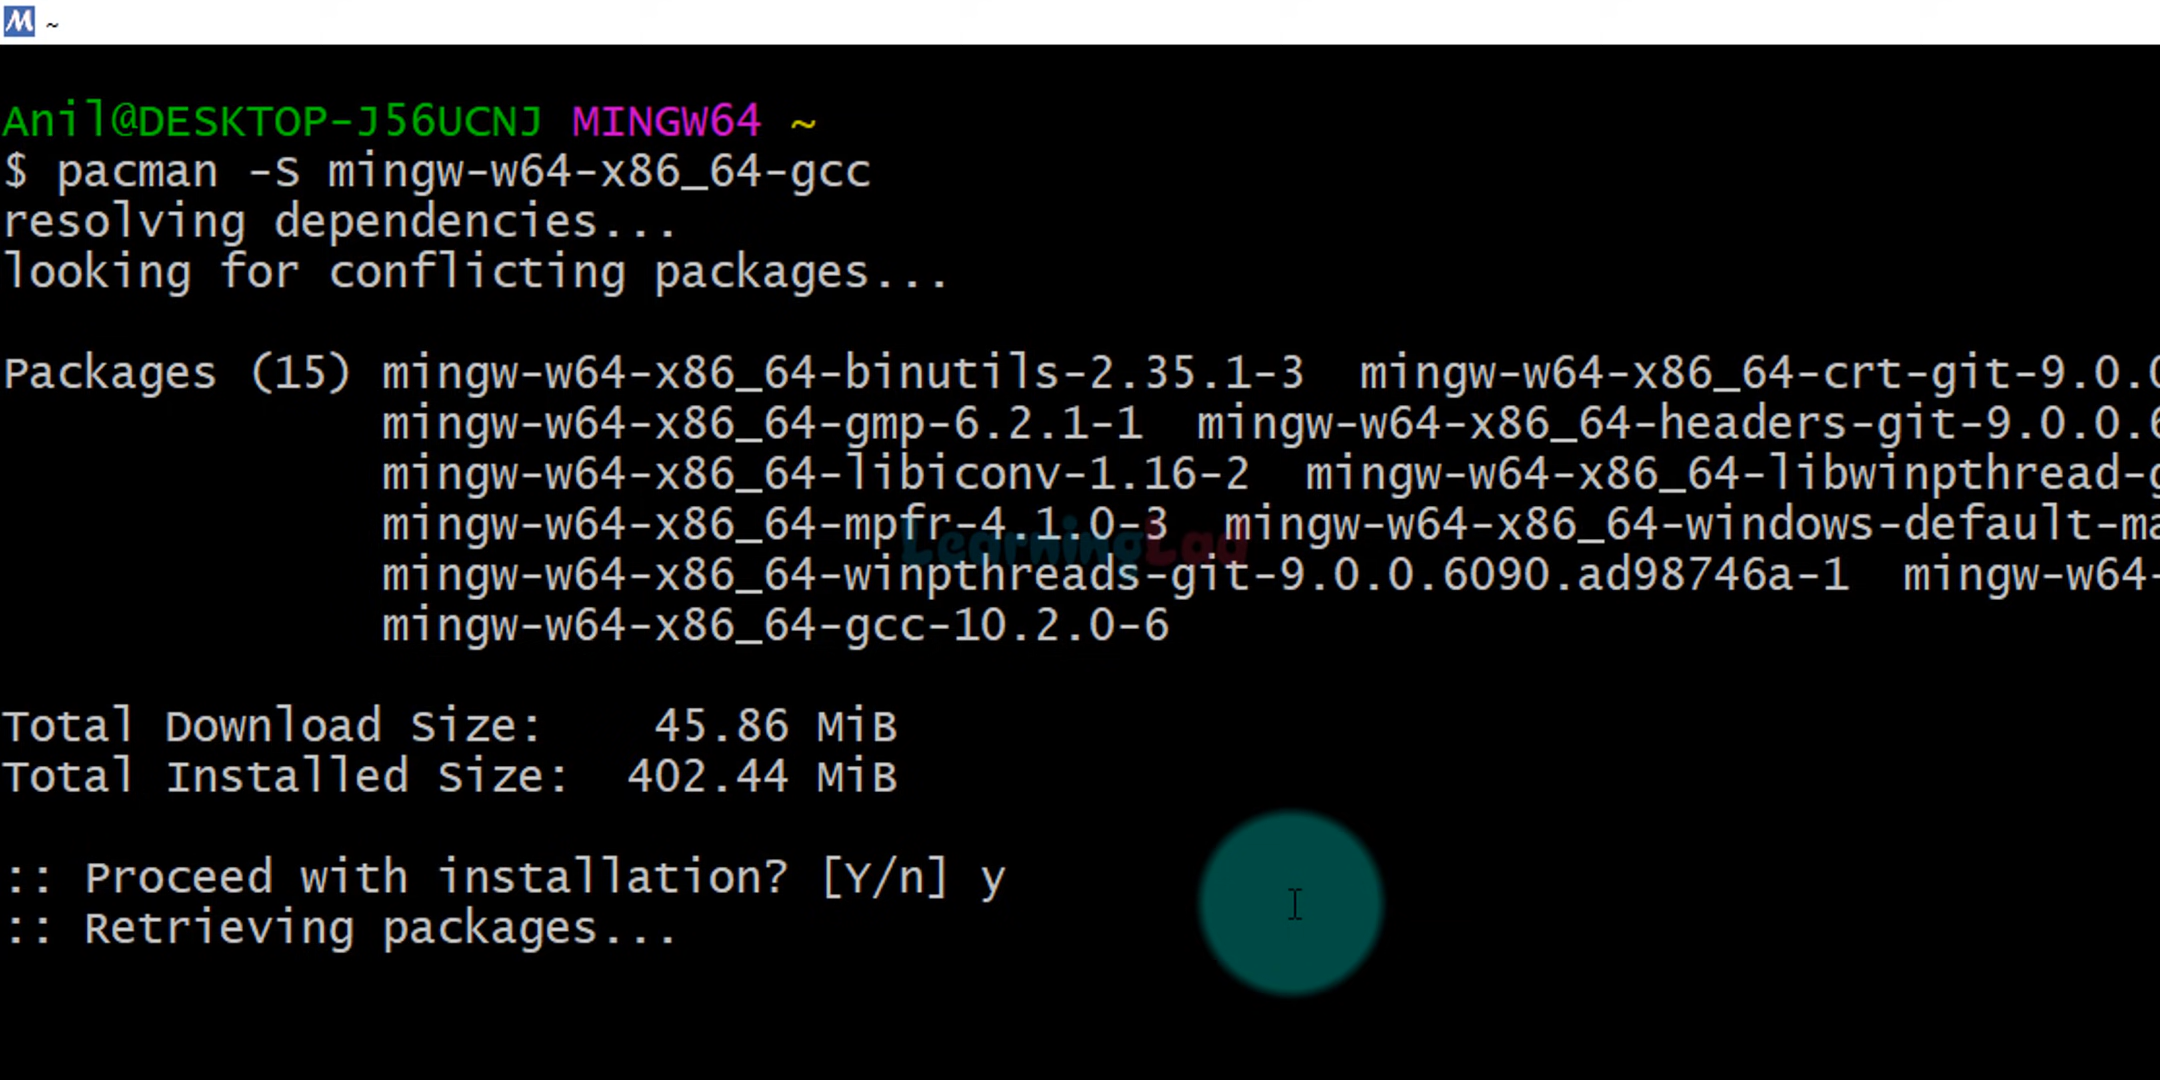 M ~
Anil@DESKTOP-J56UCNJ MINGW64 ~
$ pacman -S mingw-w64-x86_64-gcc
resolving dependencies...
looking for conflicting packages...
Packages (15) mingw-w64-x86_64-binutils-2.35.1-3 mingw-w64-x86_64-crt-git-9.0.0
mingw-w64-x86_64-gmp-6.2.1-1 mingw-w64-x86_64-headers-git-9.0.0.6
mingw-w64-x86_64-libiconv-1.16-2 mingw-w64-x86_64-libwinpthread-g
mingw-w64-x86_64-mpfr-4.1.0-3 mingw-w64-x86_64-windows-default-ma
LearningLad
mingw-w64-x86_64-winpthreads-git-9.0.0.6090.ad98746a-1 mingw-w64-
mingw-w64-x86_64-gcc-10.2.0-6
Total Download Size: 45.86 MiB
Total Installed Size: 402.44 MiB
:: Proceed with installation? [Y/n] y
:: Retrieving packages...